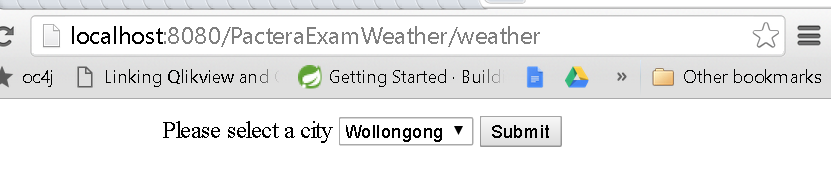 localhost:8080/PacteraExamWeather/weather
oc4j Linking Qlikview and Getting Started · Build » Other bookmarks
Please select a city Wollongong Submit